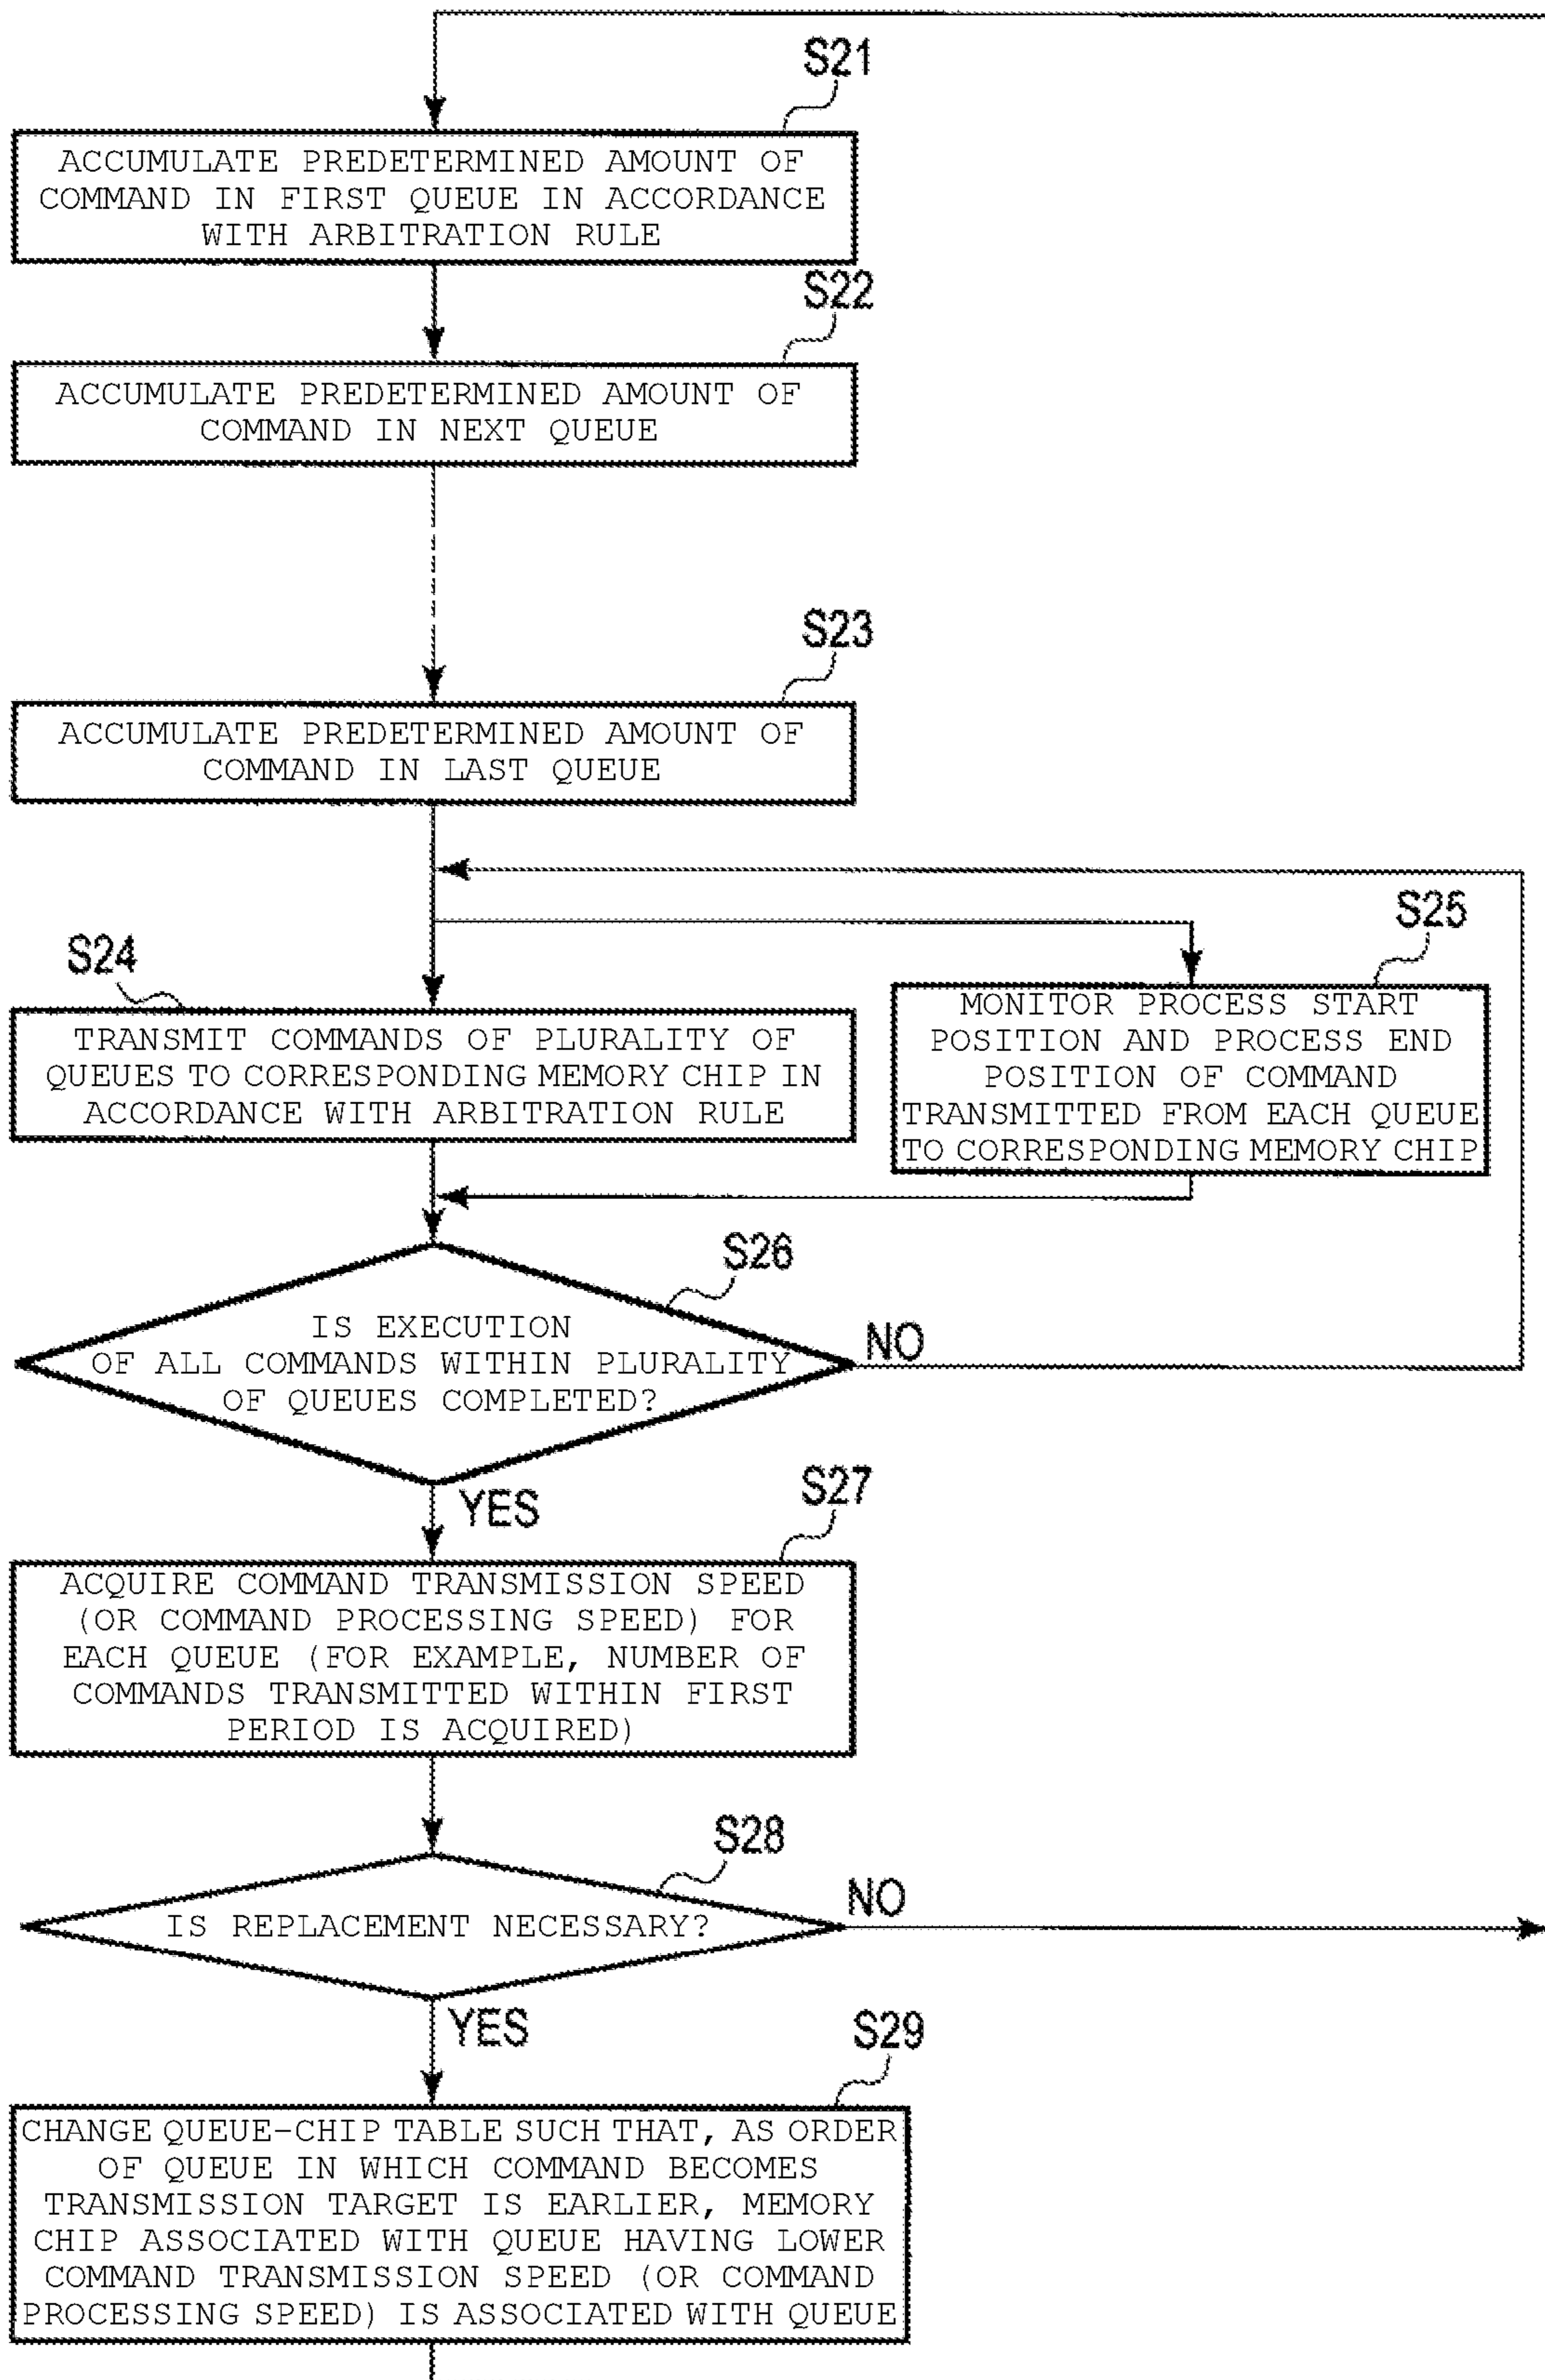 S21
ACCUMULATE PREDETERMINED AMOUNT OF
COMMAND IN FIRST QUEUE IN ACCORDANCE
WITH ARBITRATION RULE
S22
ACCUMULATE PREDETERMINED AMOUNT OF
COMMAND IN NEXT QUEUE
S23
ACCUMULATE PREDETERMINED AMOUNT OF
COMMAND IN LAST QUEUE
S24
TRANSMIT COMMANDS OF PLURALITY OF
QUEUES TO CORRESPONDING MEMORY CHIP IN
ACCORDANCE WITH ARBITRATION RULE
S25
MONITOR PROCESS START
POSITION AND PROCESS END
POSITION OF COMMAND
TRANSMITTED FROM EACH QUEUE
TO CORRESPONDING MEMORY CHIP
S26
IS EXECUTION
OF ALL COMMANDS WITHIN PLURALITY
OF QUEUES COMPLETED?
NO
YES
S27
ACQUIRE COMMAND TRANSMISSION SPEED
(OR COMMAND PROCESSING SPEED) FOR
EACH QUEUE (FOR EXAMPLE, NUMBER OF
COMMANDS TRANSMITTED WITHIN FIRST
PERIOD IS ACQUIRED)
S28
IS REPLACEMENT NECESSARY?
NO
YES
S29
CHANGE QUEUE-CHIP TABLE SUCH THAT, AS ORDER
OF QUEUE IN WHICH COMMAND BECOMES
TRANSMISSION TARGET IS EARLIER, MEMORY
CHIP ASSOCIATED WITH QUEUE HAVING LOWER
COMMAND TRANSMISSION SPEED (OR COMMAND
PROCESSING SPEED) IS ASSOCIATED WITH QUEUE